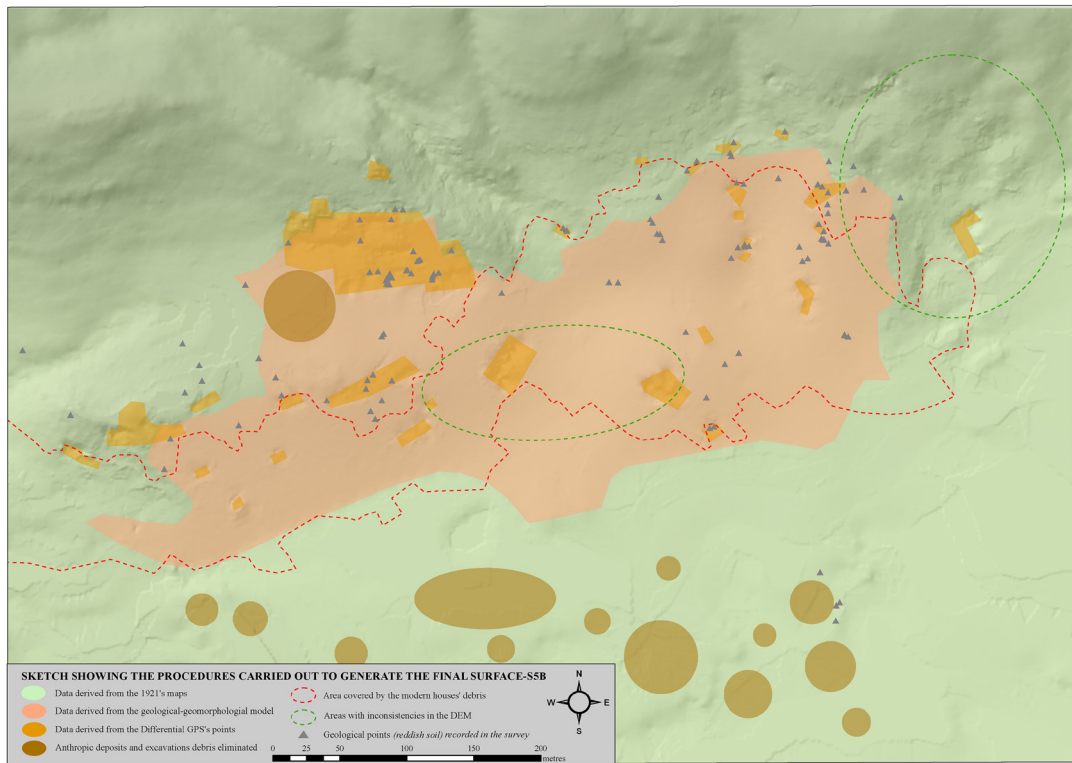 SKETCH SHOWING THE PROCEDURES CARRIED OUT TO GENERATE THE FINAL SURFACE-S5B
Data derived from the 1921's maps
Data derived from the geological-geomorphologial model
Data derived from the Differential GPS's points
Anthropic deposits and excavations debris eliminated
Area covered by the modern houses' debris
Areas with inconsistencies in the DEM
Geological points (reddish soil) recorded in the survey
N
W E
S
0 25 50 100 150 200
metres